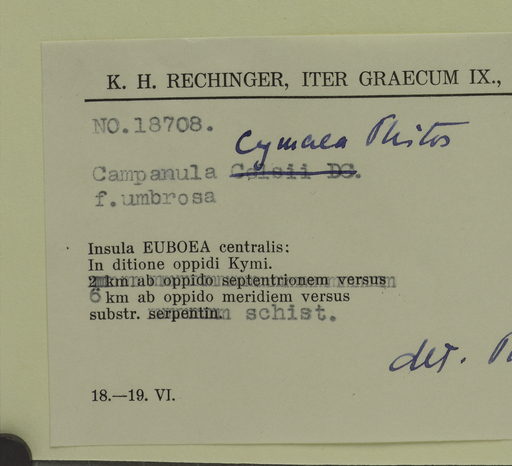 K. H. RECHINGER, ITER GRAECUM IX.,
NO.18708.
cymaea Phitos
Campanula Celsii DC.
f.umbrosa
Insula EUBOEA centralis:
In ditione oppidi Kymi.
2 km ab oppido septentrionem versus
6 km ab oppido meridiem versus
substr. serpentin. schist.
det.
18.—19. VI.